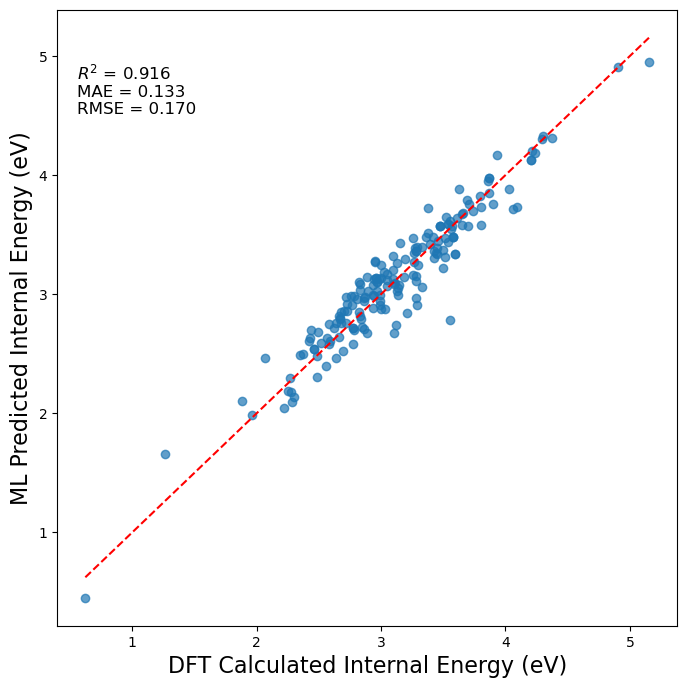 $R^2$ = 0.916
MAE = 0.133
RMSE = 0.170
ML Predicted Internal Energy (eV)
5
4
3
2
1
1 2 3 4 5
DFT Calculated Internal Energy (eV)